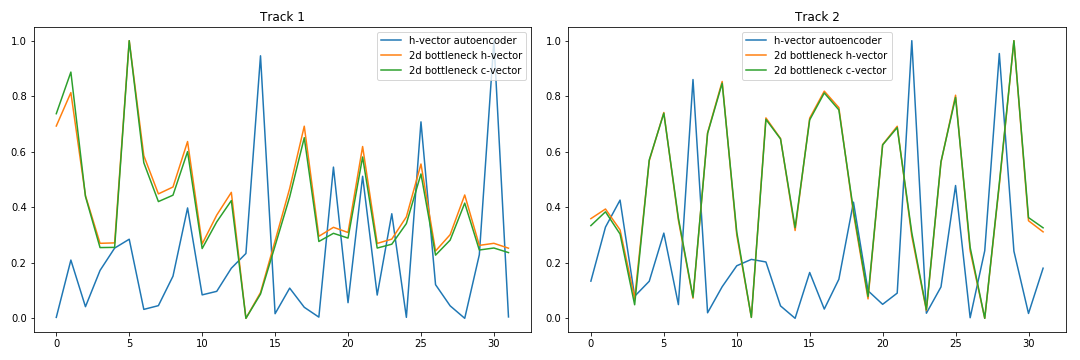 Track 1
1.0
0.8
0.6
0.4
0.2
0.0
0 5 10 15 20 25 30
h-vector autoencoder
2d bottleneck h-vector
2d bottleneck c-vector
Track 2
1.0
0.8
0.6
0.4
0.2
0.0
0 5 10 15 20 25 30
h-vector autoencoder
2d bottleneck h-vector
2d bottleneck c-vector